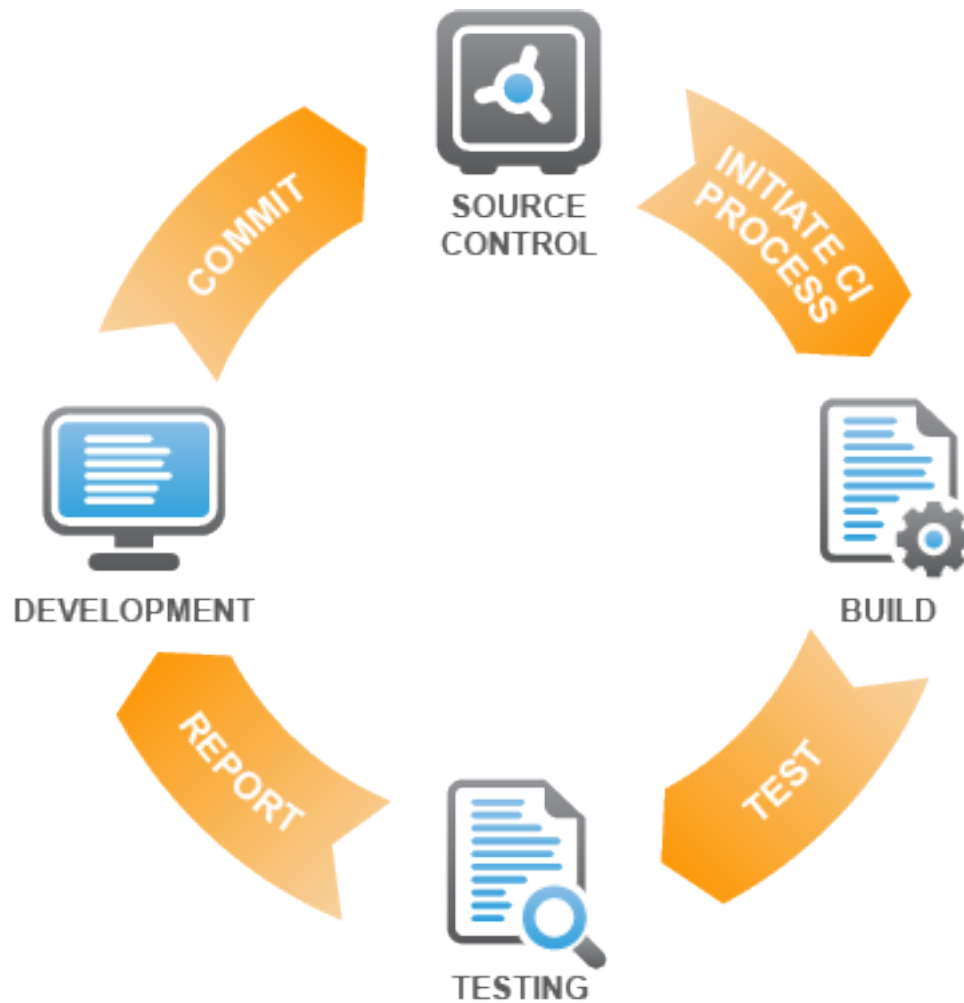 SOURCE
CONTROL
INITIATE CI
PROCESS
BUILD
TEST
TESTING
REPORT
DEVELOPMENT
COMMIT